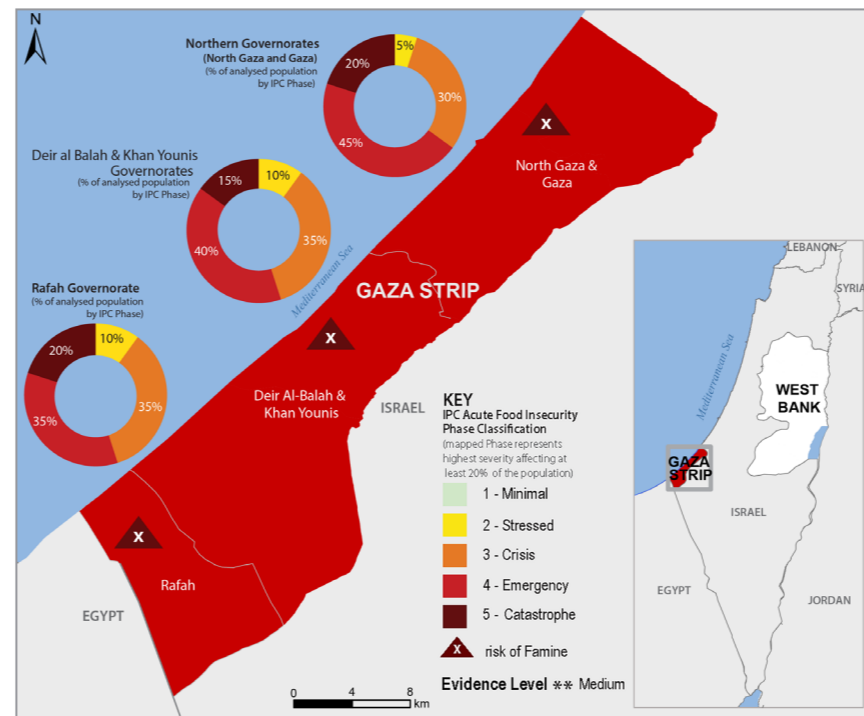 N
Northern Governorates
(North Gaza and Gaza)
(% of analysed population
by IPC Phase)
5%
30%
45%
20%
Deir al Balah & Khan Younis
Governorates
(% of analysed population
by IPC Phase)
10%
35%
40%
15%
Rafah Governorate
(% of analysed population
by IPC Phase)
10%
35%
35%
20%
Mediterranean Sea
X
North Gaza &
Gaza
GAZA STRIP
X
Deir Al-Balah &
Khan Younis
ISRAEL
X
Rafah
EGYPT
KEY
IPC Acute Food Insecurity
Phase Classification
(mapped Phase represents
highest severity affecting at
least 20% of the population)
1 - Minimal
2 - Stressed
3 - Crisis
4 - Emergency
5 - Catastrophe
X risk of Famine
Evidence Level ** Medium
0 4 8
km
LEBANON
SYRIA
Mediterranean Sea
WEST
BANK
GAZA
STRIP
ISRAEL
EGYPT
JORDAN